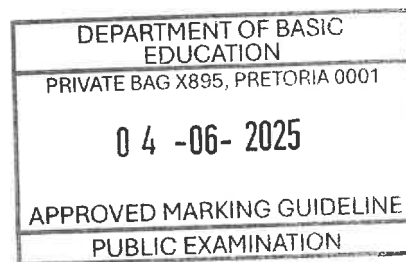 DEPARTMENT OF BASIC
EDUCATION
PRIVATE BAG X895, PRETORIA 0001
04 -06- 2025
APPROVED MARKING GUIDELINE
PUBLIC EXAMINATION